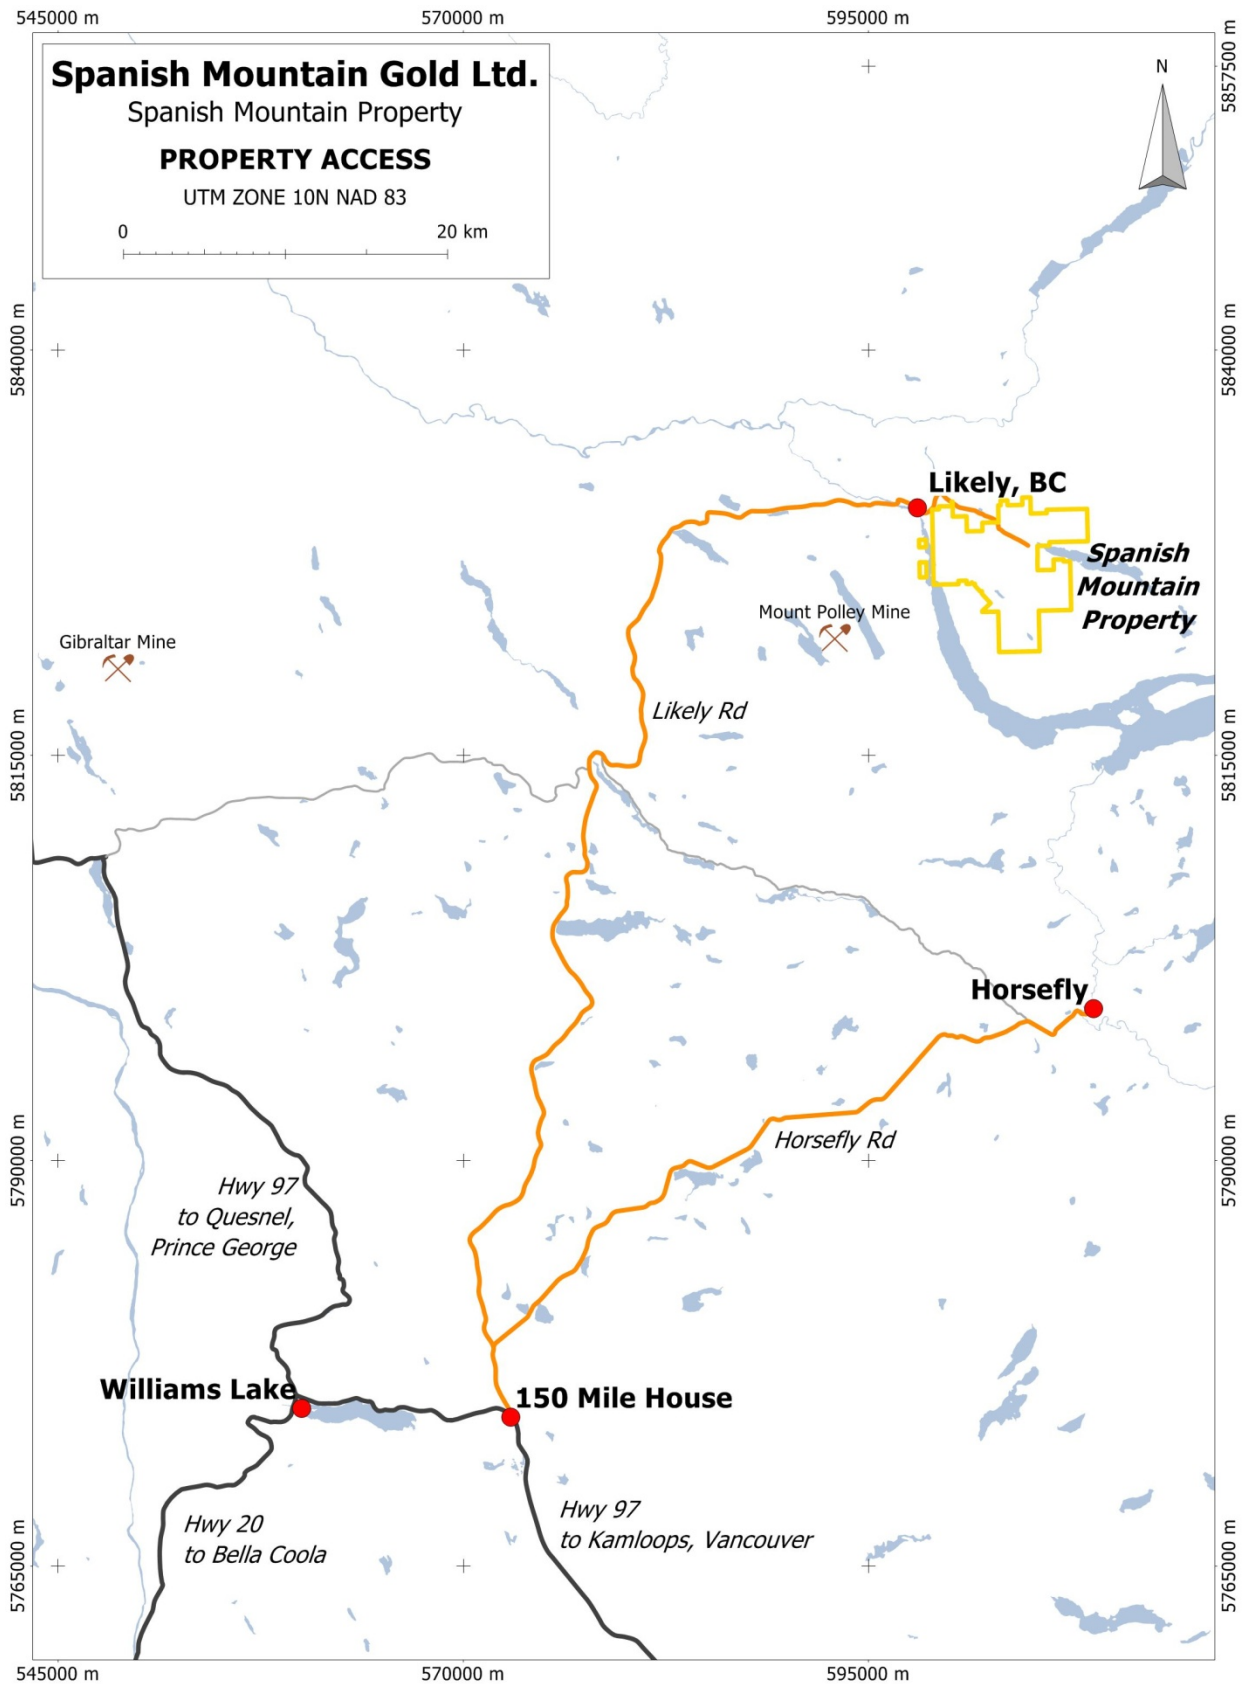 545000 m
570000 m
595000 m
Spanish Mountain Gold Ltd.
Spanish Mountain Property
PROPERTY ACCESS
UTM ZONE 10N NAD 83
0
20 km
N
5857500 m
5840000 m
5840000 m
Likely, BC
Spanish
Mountain
Property
Mount Polley Mine
Gibraltar Mine
Likely Rd
5815000 m
5815000 m
Horsefly
Horsefly Rd
5790000 m
5790000 m
Hwy 97
to Quesnel,
Prince George
Williams Lake
150 Mile House
Hwy 20
to Bella Coola
Hwy 97
to Kamloops, Vancouver
5765000 m
5765000 m
545000 m
570000 m
595000 m